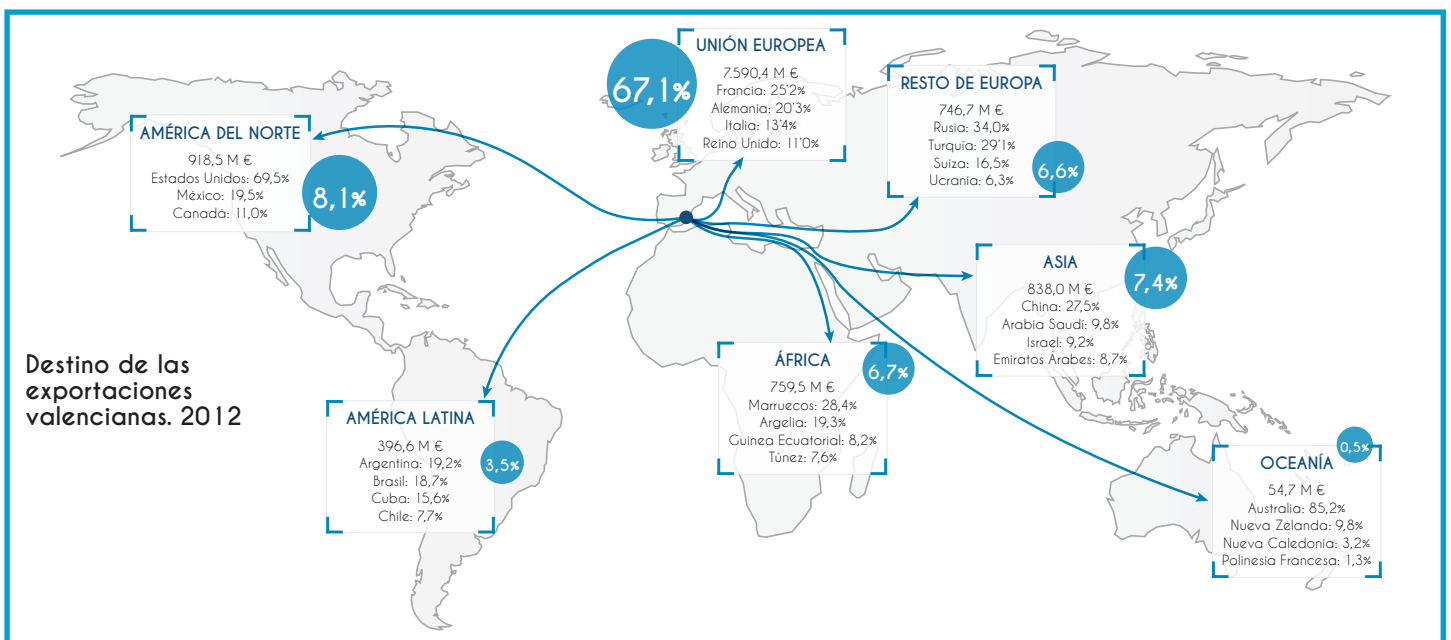 UNIÓN EUROPEA
67,1%
7.590,4 M €
Francia: 25'2%
Alemania: 20'3%
Italia: 13'4%
Reino Unido: 11'0%
RESTO DE EUROPA
746,7 M €
Rusia: 34,0%
Turquía: 29'1%
Suiza: 16,5%
Ucrania: 6,3%
6,6%
AMÉRICA DEL NORTE
918,5 M €
Estados Unidos: 69,5%
México: 19,5%
Canadá: 11,0%
8,1%
ASIA
838,0 M €
China: 27,5%
Arabia Saudí: 9,8%
Israel: 9,2%
Emiratos Árabes: 8,7%
7,4%
Destino de las
exportaciones
valencianas. 2012
ÁFRICA
759,5 M €
Marruecos: 28,4%
Argelia: 19,3%
Guinea Ecuatorial: 8,2%
Túnez: 7,6%
6,7%
AMÉRICA LATINA
396,6 M €
Argentina: 19,2%
Brasil: 18,7%
Cuba: 15,6%
Chile: 7,7%
3,5%
0,5%
OCEANÍA
54,7 M €
Australia: 85,2%
Nueva Zelanda: 9,8%
Nueva Caledonia: 3,2%
Polinesia Francesa: 1,3%